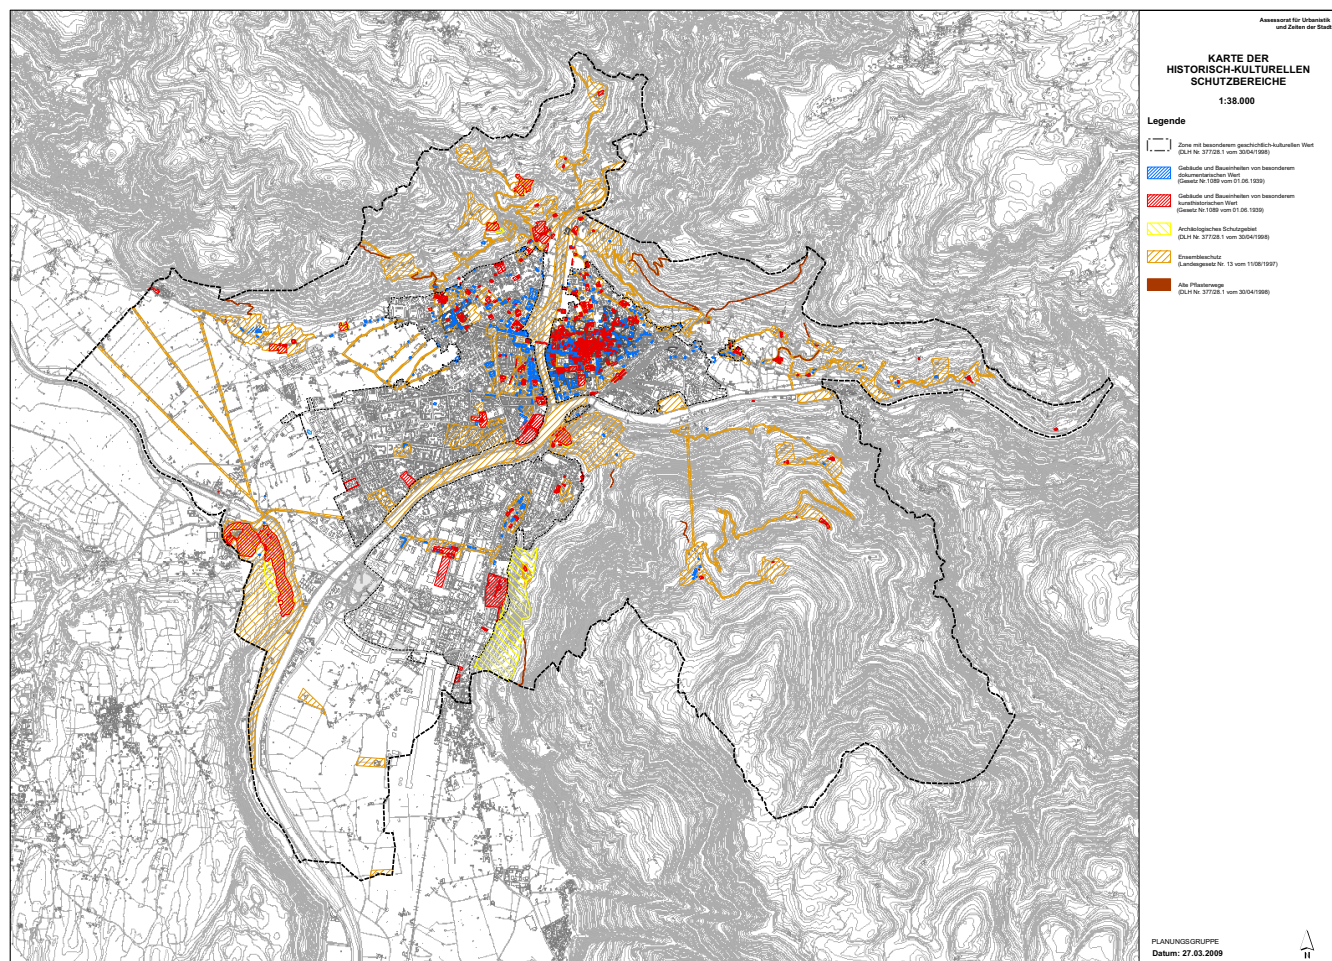 Assessorat für Urbanistik
und Zeiten der Stadt
KARTE DER
HISTORISCH-KULTURELLEN
SCHUTZBEREICHE
1:38.000
Legende
Zone mit besonderem geschichtlich-kulturellen Wert
(DLH Nr. 377/28.1 vom 30/04/1998)
Gebäude und Baueinheiten von besonderem
dokumentarischen Wert
(Gesetz Nr.1089 vom 01.06.1939)
Gebäude und Baueinheiten von besonderem
kunsthistorischen Wert
(Gesetz Nr.1089 vom 01.06.1939)
Archäologisches Schutzgebiet
(DLH Nr. 377/28.1 vom 30/04/1998)
Ensembleschutz
(Landesgesetz Nr. 13 vom 11/08/1997)
Alte Pflasterwege
(DLH Nr. 377/28.1 vom 30/04/1998)
PLANUNGSGRUPPE
Datum: 27.03.2009
N